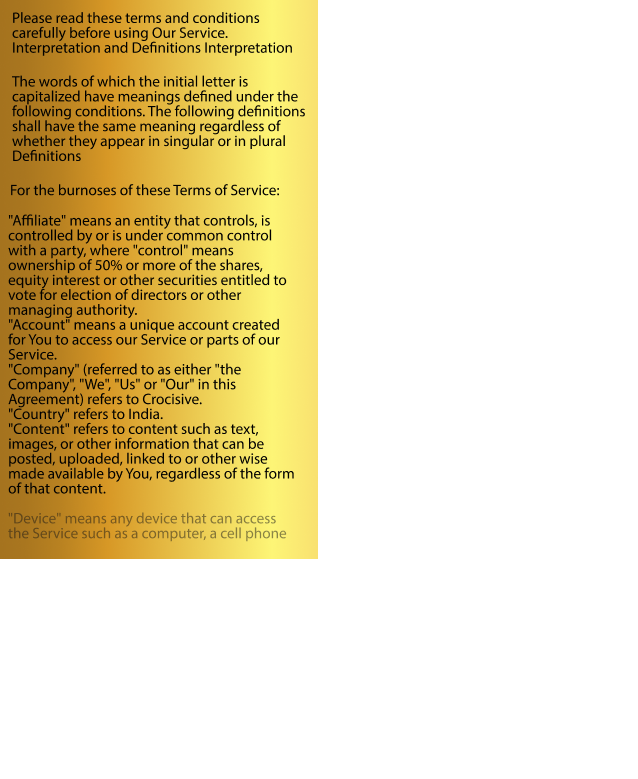 Please read these terms and conditions
carefully before using Our Service.
Interpretation and Definitions Interpretation
The words of which the initial letter is
capitalized have meanings defined under the
following conditions. The following definitions
shall have the same meaning regardless of
whether they appear in singular or in plural
Definitions
For the burnoses of these Terms of Service:
"Affiliate" means an entity that controls, is
controlled by or is under common control
with a party, where "control" means
ownership of 50% or more of the shares,
equity interest or other securities entitled to
vote for election of directors or other
managing authority.
"Account" means a unique account created
for You to access our Service or parts of our
Service.
"Company" (referred to as either "the
Company", "We", "Us" or "Our" in this
Agreement) refers to Crocisive.
"Country" refers to India.
"Content" refers to content such as text,
images, or other information that can be
posted, uploaded, linked to or other wise
made available by You, regardless of the form
of that content.
"Device" means any device that can access
the Service such as a computer, a cell phone